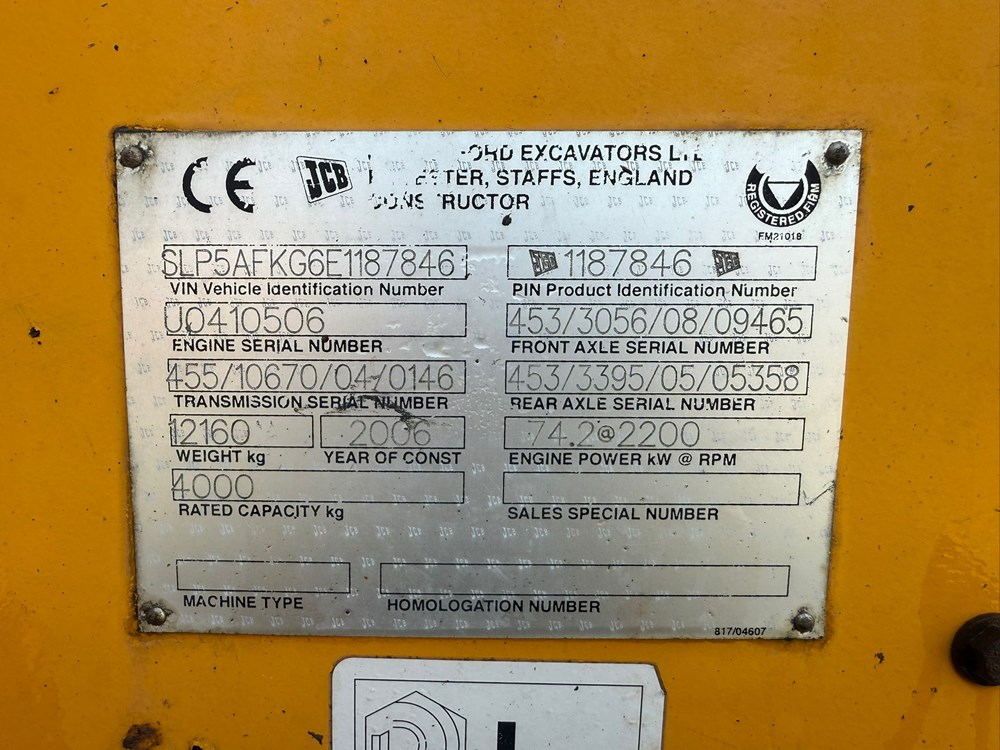 CE JCB EXCAVATORS
STAFFS, ENGLAND
REGISTERED FIRM
FM21018
SLP5AFKG6E1187846
VIN Vehicle Identification Number
JCB 1187846 JCB
PIN Product Identification Number
U0410506
ENGINE SERIAL NUMBER
453/3056/08/09465
FRONT AXLE SERIAL NUMBER
455/10670/04/0146
TRANSMISSION SERIAL NUMBER
453/3395/05/05358
REAR AXLE SERIAL NUMBER
12160
WEIGHT kg
2006
YEAR OF CONST
74.2@2200
ENGINE POWER kW @ RPM
4000
RATED CAPACITY kg
SALES SPECIAL NUMBER
MACHINE TYPE
HOMOLOGATION NUMBER
817/04607